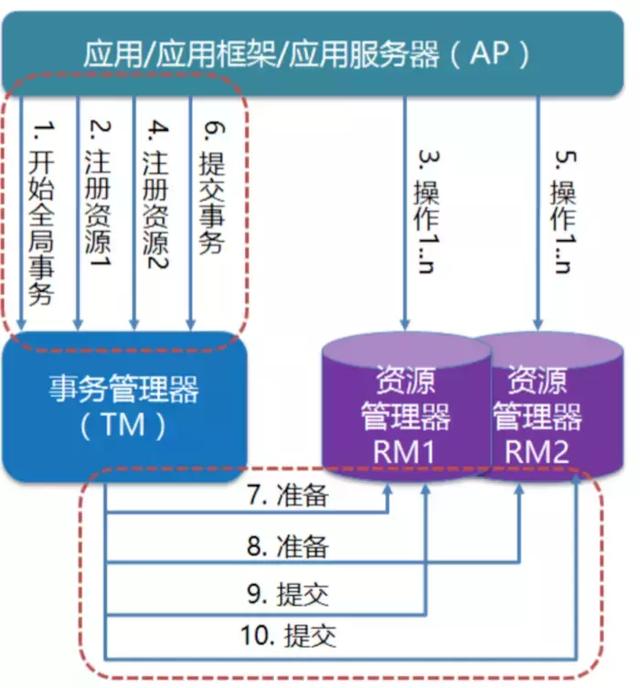 应用/应用框架/应用服务器（AP）
1. 开始全局事务
2. 注册资源1
4. 注册资源2
6. 提交事务
3. 操作1..n
5. 操作1..n
事务管理器
（TM）
资源
管理器
RM1
资源
管理器
RM2
7. 准备
8. 准备
9. 提交
10. 提交